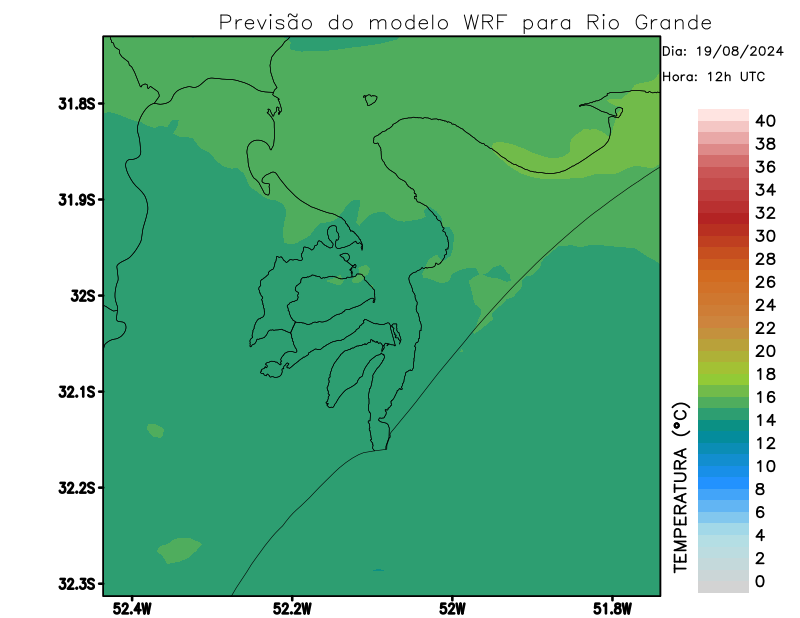 Previsão do modelo WRF para Rio Grande
Dia: 19/08/2024
Hora: 12h UTC
31.8S
31.9S
32S
32.1S
32.2S
32.3S
52.4W
52.2W
52W
51.8W
TEMPERATURA (°C)
40
38
36
34
32
30
28
26
24
22
20
18
16
14
12
10
8
6
4
2
0